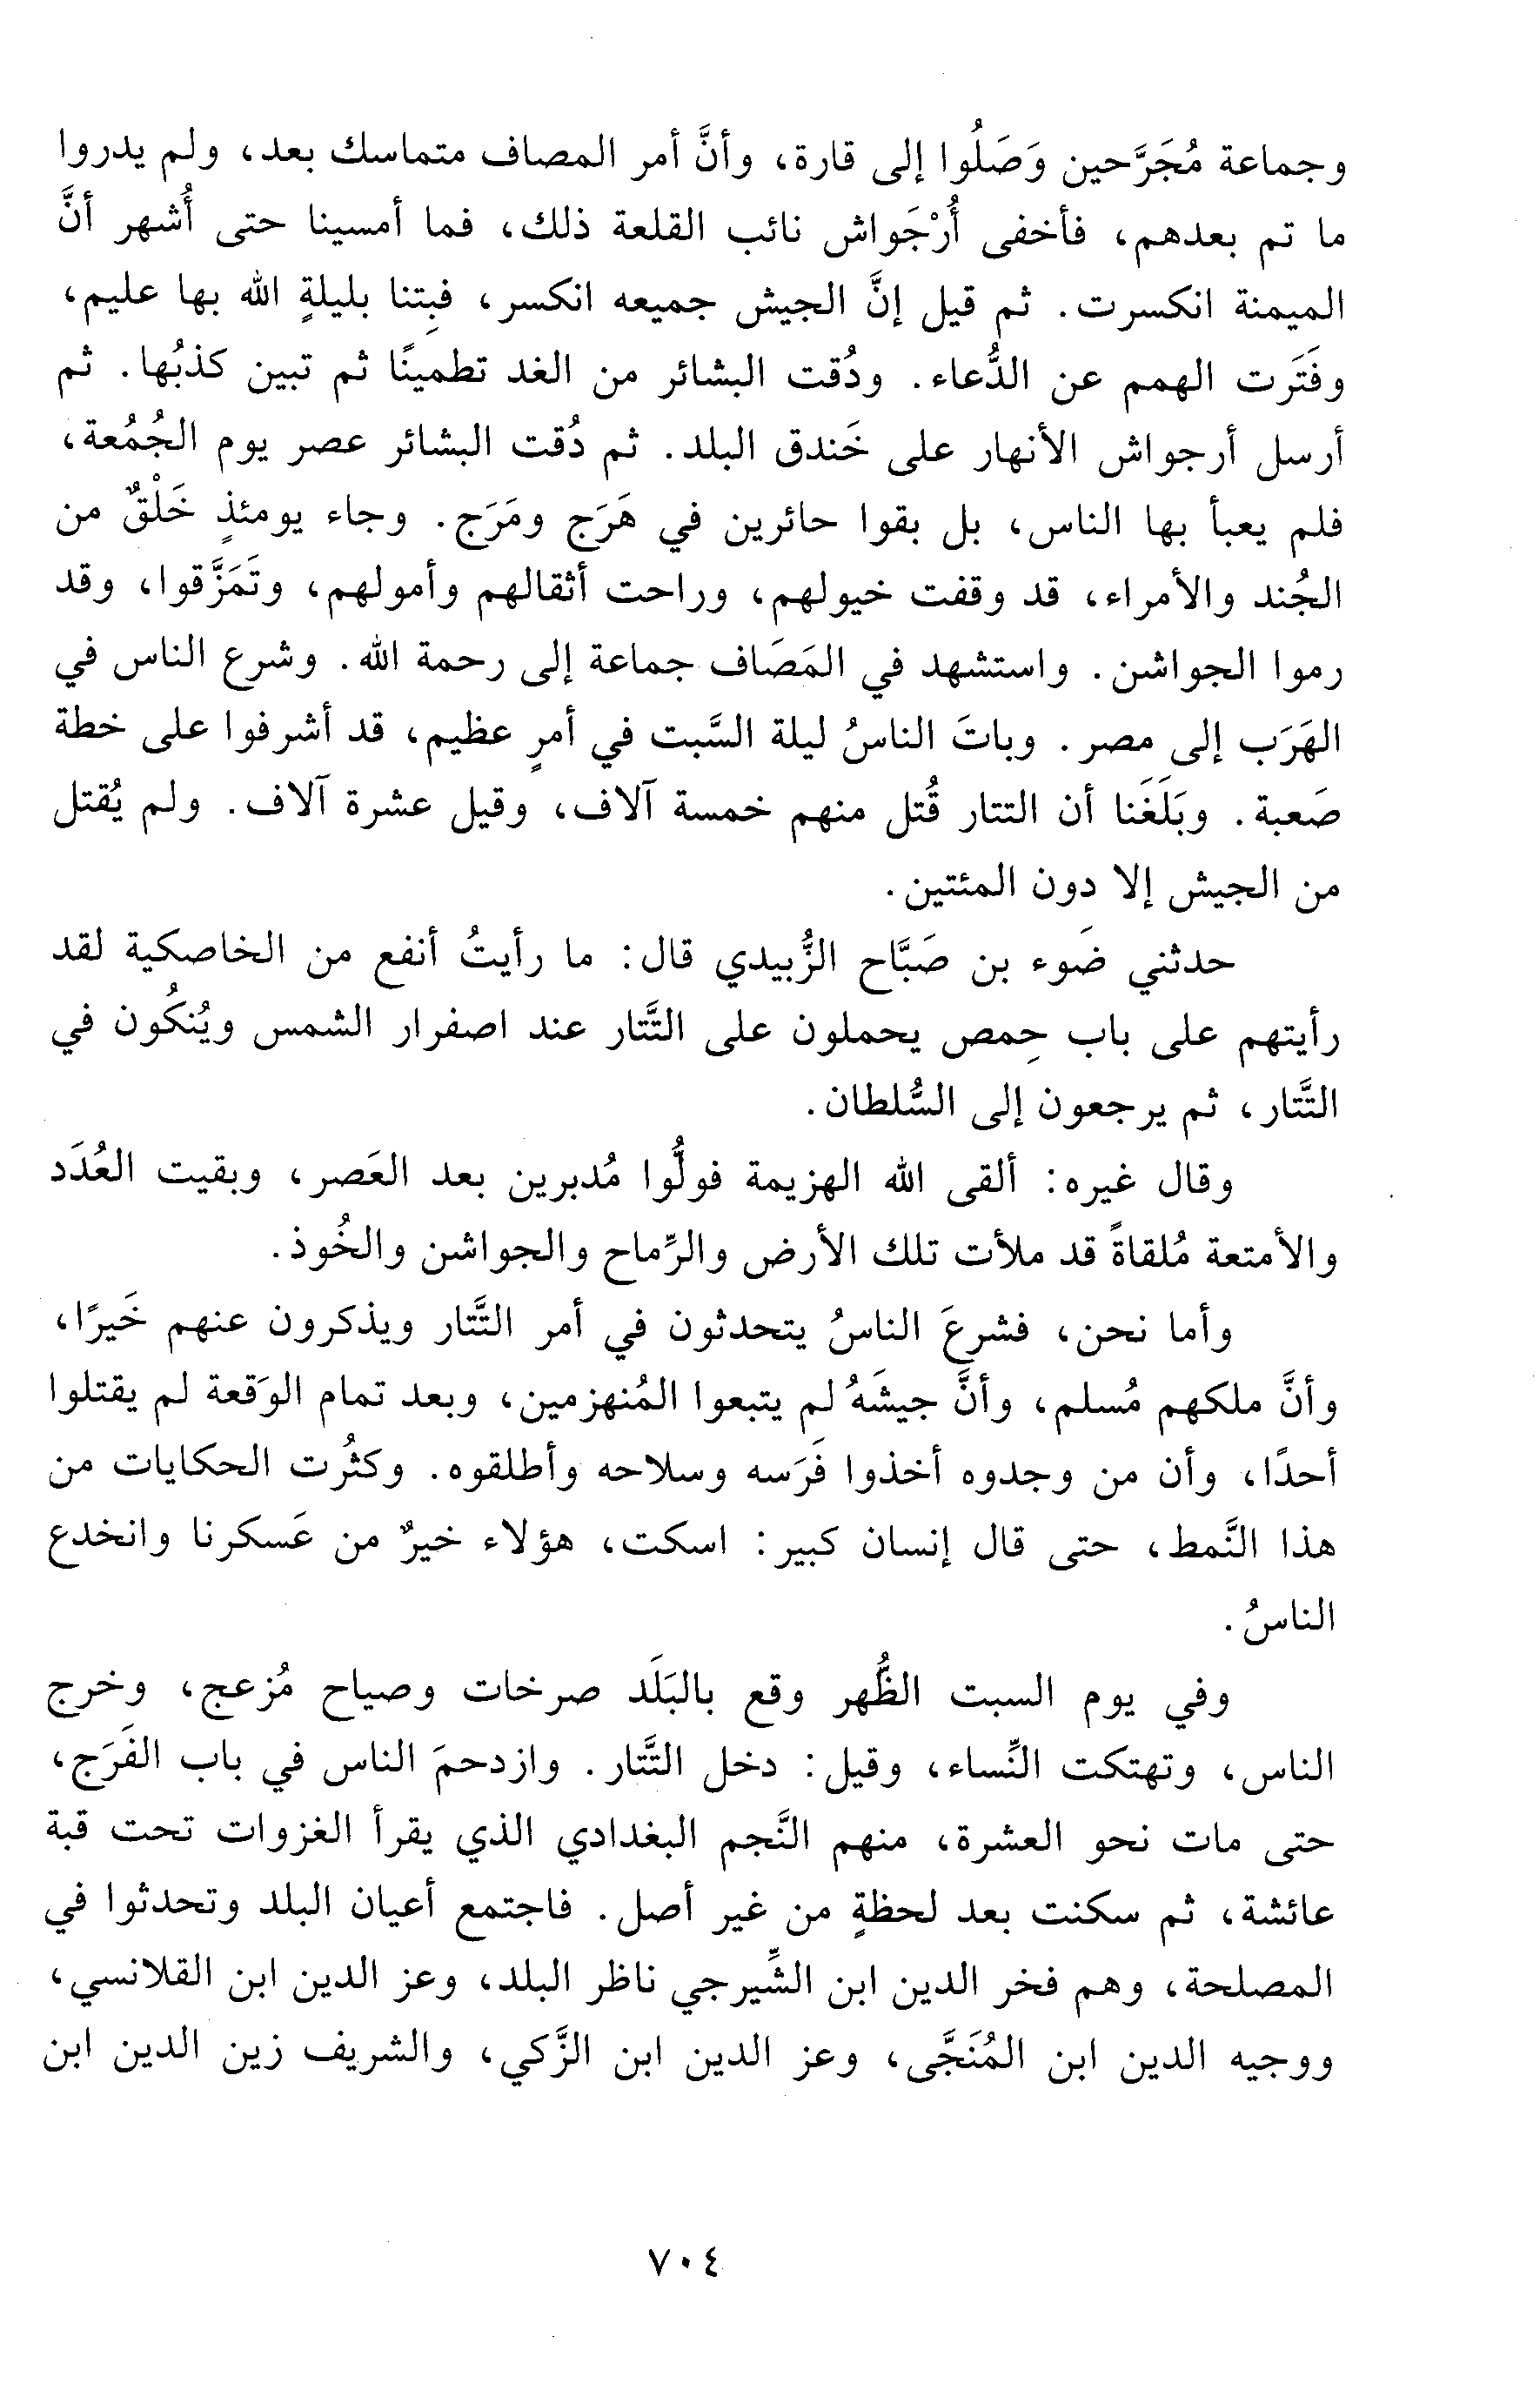 وجماعة مُجَرَّحين وَصَلُوا إلى قارة، وأنَّ أمر المصاف متماسك بعد، ولم يدروا
ما تم بعدهم، فأخفى أُرْجَواش نائب القلعة ذلك، فما أمسينا حتى أُشهر أنَّ
الميمنة انكسرت. ثم قيل إنَّ الجيش جميعه انكسر، فبِتنا بليلةٍ الله بها عليم،
وفَتَرت الهمم عن الدُّعاء. ودُقت البشائر من الغد تطمينًا ثم تبين كذبُها. ثم
أرسل أرجواش الأنهار على خَندق البلد. ثم دُقت البشائر عصر يوم الجُمُعة،
فلم يعبأ بها الناس، بل بقوا حائرين في هَرَج ومَرَج. وجاء يومئذٍ خَلْقٌ من
الجُند والأمراء، قد وقفت خيولهم، وراحت أثقالهم وأمولهم، وتَمَزَّقوا، وقد
رموا الجواشن. واستشهد في المَصَاف جماعة إلى رحمة الله. وشرع الناس في
الهَرَب إلى مصر. وباتَ الناسُ ليلة السَّبت في أمرٍ عظيم، قد أشرفوا على خطة
صَعبة. وبَلَغَنا أن التتار قُتل منهم خمسة آلاف، وقيل عشرة آلاف. ولم يُقتل
من الجيش إلا دون المئتين.
حدثني ضَوء بن صَبَّاح الزُّبيدي قال: ما رأيتُ أنفع من الخاصكية لقد
رأيتهم على باب حِمص يحملون على التَّتار عند اصفرار الشمس ويُنكُون في
التَّتار، ثم يرجعون إلى السُّلطان.
وقال غيره: ألقى الله الهزيمة فولُّوا مُدبرين بعد العَصر، وبقيت العُدَد
والأمتعة مُلقاةً قد ملأت تلك الأرض والرِّماح والجواشن والخُوذ.
وأما نحن، فشرعَ الناسُ يتحدثون في أمر التَّتار ويذكرون عنهم خَيرًا،
وأنَّ ملكهم مُسلم، وأنَّ جيشَهُ لم يتبعوا المُنهزمين، وبعد تمام الوَقعة لم يقتلوا
أحدًا، وأن من وجدوه أخذوا فَرَسه وسلاحه وأطلقوه. وكثُرت الحكايات من
هذا النَّمط، حتى قال إنسان كبير: اسكت، هؤلاء خيرٌ من عَسكرنا وانخدع
الناسُ.
وفي يوم السبت الظُّهر وقع بالبَلَد صرخات وصياح مُزعج، وخرج
الناس، وتهتكت النِّساء، وقيل: دخل التَّتار. وازدحمَ الناس في باب الفَرَج،
حتى مات نحو العشرة، منهم النَّجم البغدادي الذي يقرأ الغزوات تحت قبة
عائشة، ثم سكنت بعد لحظةٍ من غير أصل. فاجتمع أعيان البلد وتحدثوا في
المصلحة، وهم فخر الدين ابن الشِّيرجي ناظر البلد، وعز الدين ابن القلانسي،
ووجيه الدين ابن المُنَجَّى، وعز الدين ابن الزَّكي، والشريف زين الدين ابن
٧٠٤